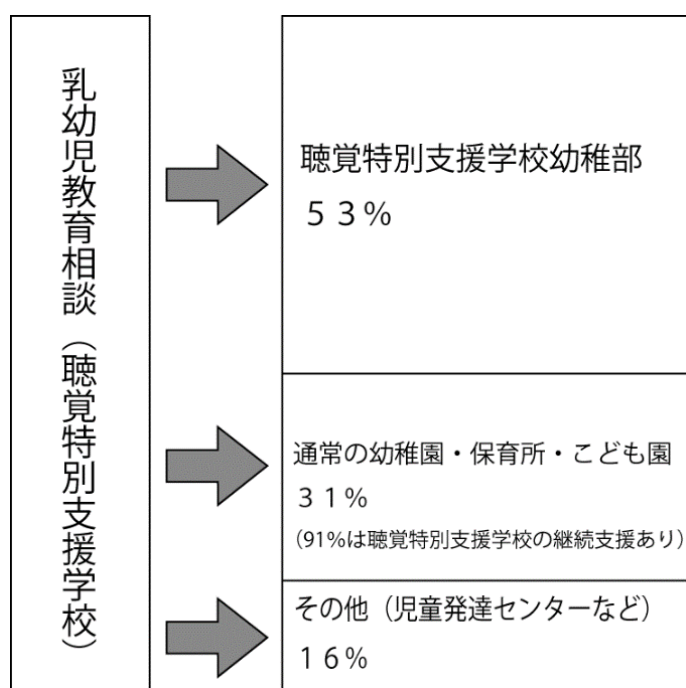 乳幼児教育相談（聴覚特別支援学校）
聴覚特別支援学校幼稚部
５３%
通常の幼稚園・保育所・こども園
３１%
（91%は聴覚特別支援学校の継続支援あり）
その他（児童発達センターなど）
１６%